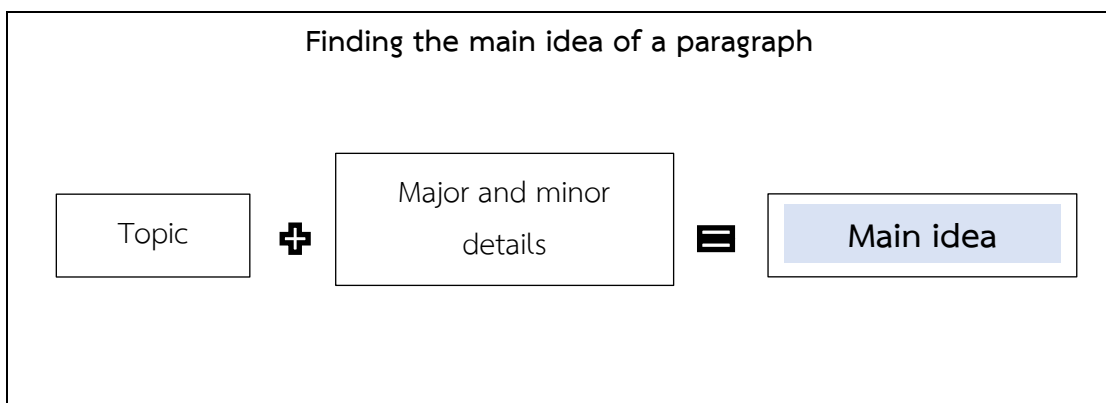 Finding the main idea of a paragraph
Topic
Major and minor
details
Main idea